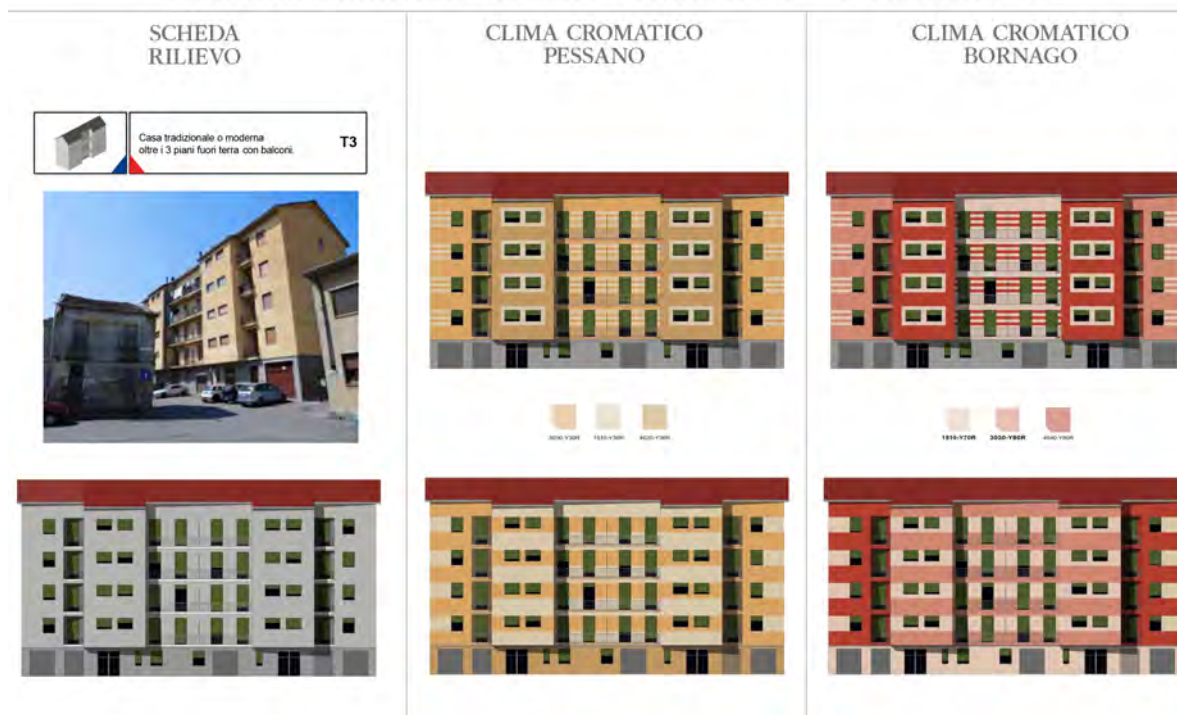 SCHEDA
RILIEVO
Casa tradizionale o moderna
oltre i 3 piani fuori terra con balconi.
T3
CLIMA CROMATICO
PESSANO
CLIMA CROMATICO
BORNAGO
1510-Y70R 3030-Y80R